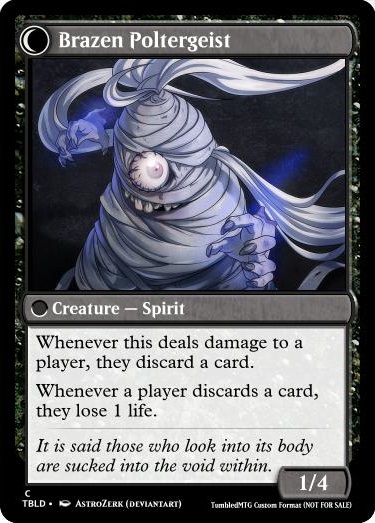 Brazen Poltergeist
Creature — Spirit
Whenever this deals damage to a
player, they discard a card.
Whenever a player discards a card,
they lose 1 life.
It is said those who look into its body
are sucked into the void within.
1/4
C
TBLD • AstroZerk (deviantart)
TumbledMTG Custom Format (NOT FOR SALE)